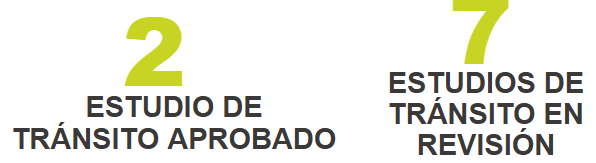 2
ESTUDIO DE
TRÁNSITO APROBADO
7
ESTUDIOS DE
TRÁNSITO EN
REVISIÓN